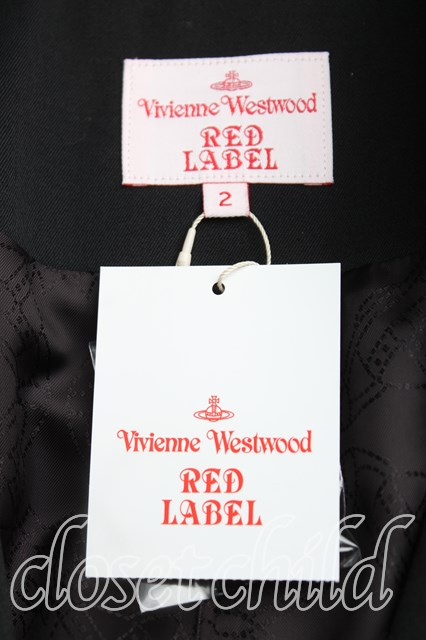 Vivienne Westwood
RED
LABEL
2
Vivienne Westwood
RED
LABEL
closetchild